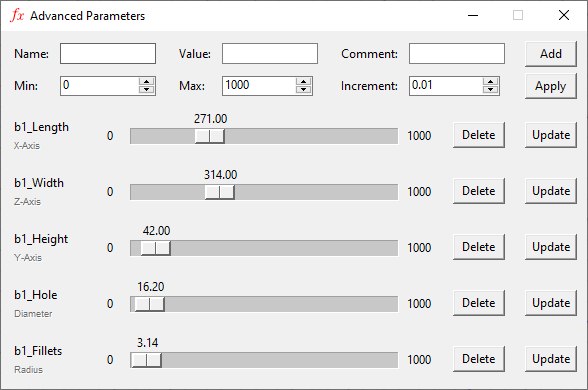 fx Advanced Parameters
Name: Value: Comment: Add
Min: 0 Max: 1000 Increment: 0.01 Apply
271.00
b1_Length 0 1000 Delete Update
X-Axis
314.00
b1_Width 0 1000 Delete Update
Z-Axis
42.00
b1_Height 0 1000 Delete Update
Y-Axis
16.20
b1_Hole 0 1000 Delete Update
Diameter
3.14
b1_Fillets 0 1000 Delete Update
Radius